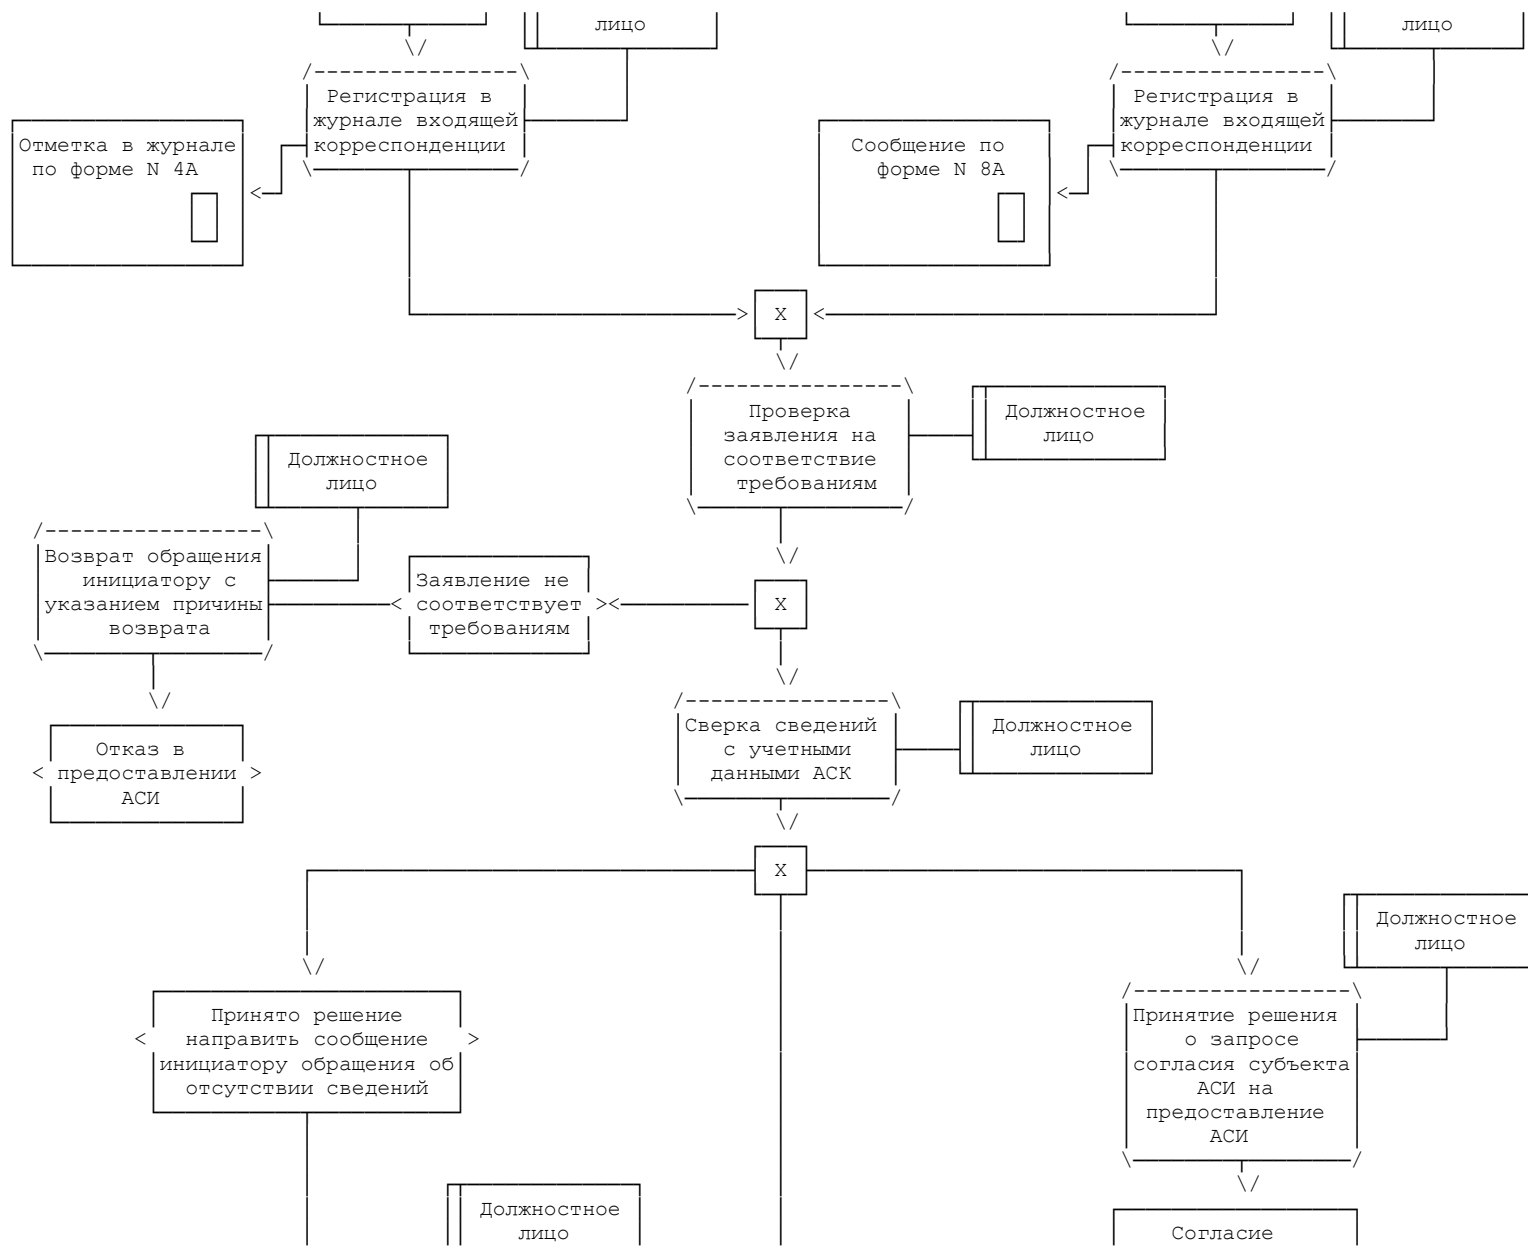 лицо
лицо
Регистрация в
журнале входящей
корреспонденции
Регистрация в
журнале входящей
корреспонденции
Отметка в журнале
по форме N 4А
Сообщение по
форме N 8А
X
Проверка
заявления на
соответствие
требованиям
Должностное
лицо
Должностное
лицо
Возврат обращения
инициатору с
указанием причины
возврата
Заявление не
соответствует
требованиям
X
Отказ в
предоставлении
АСИ
Сверка сведений
с учетными
данными АСК
Должностное
лицо
X
Должностное
лицо
Принято решение
направить сообщение
инициатору обращения об
отсутствии сведений
Принятие решения
о запросе
согласия субъекта
АСИ на
предоставление
АСИ
Должностное
лицо
Согласие